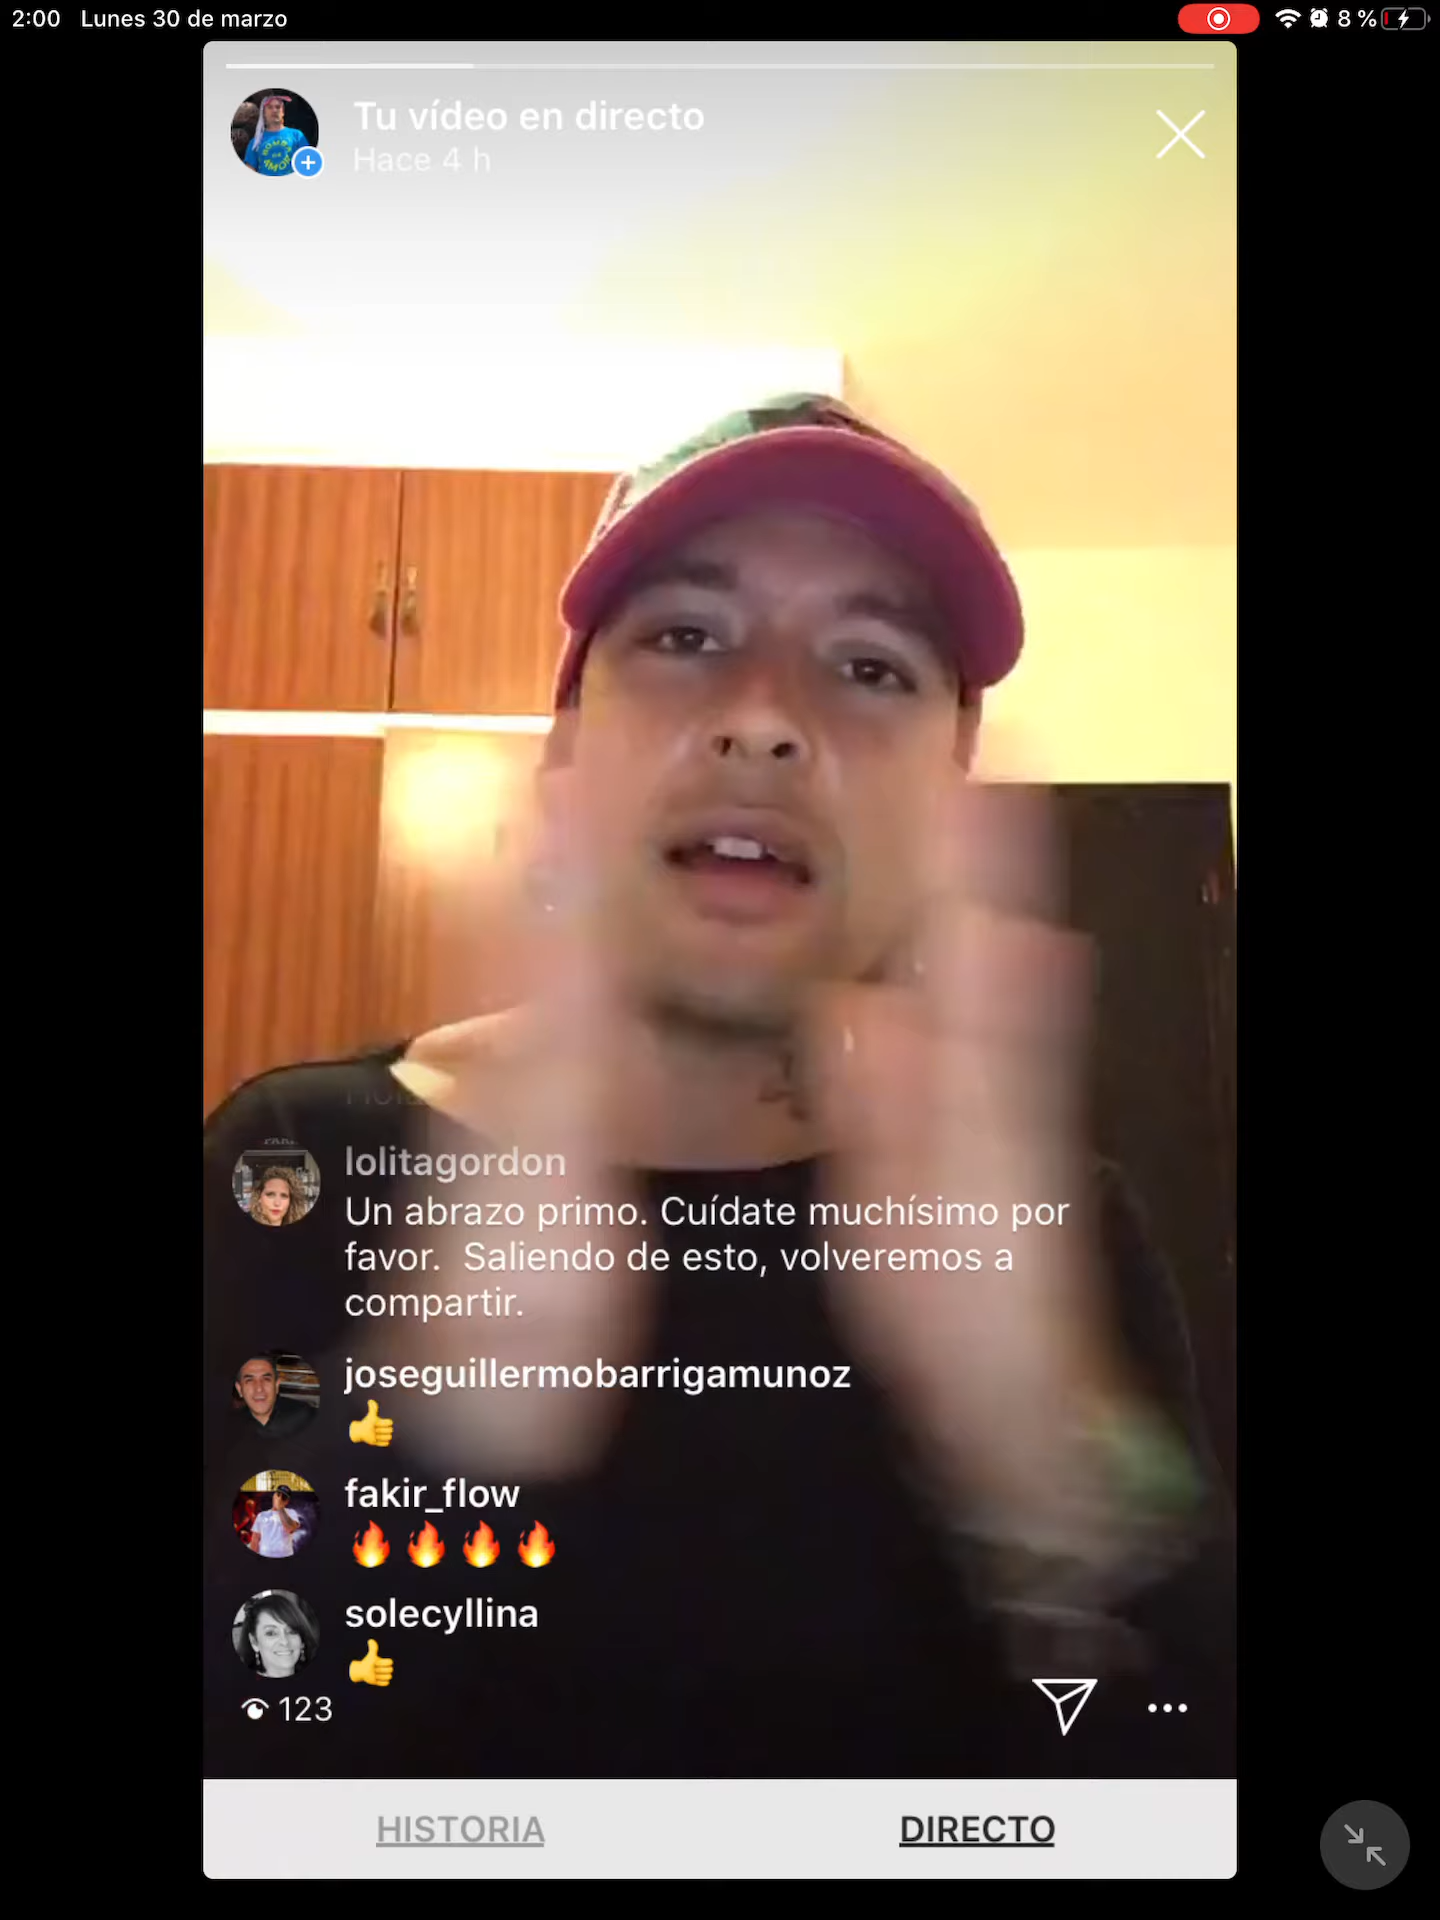 2:00 Lunes 30 de marzo
8 %
Tu vídeo en directo
Hace 4 h
lolitagordon
Un abrazo primo. Cuídate muchísimo por
favor. Saliendo de esto, volveremos a
compartir.
joseguillermobarrigamunoz
👍
fakir_flow
🔥🔥🔥🔥
solecyllina
👍
123
HISTORIA
DIRECTO